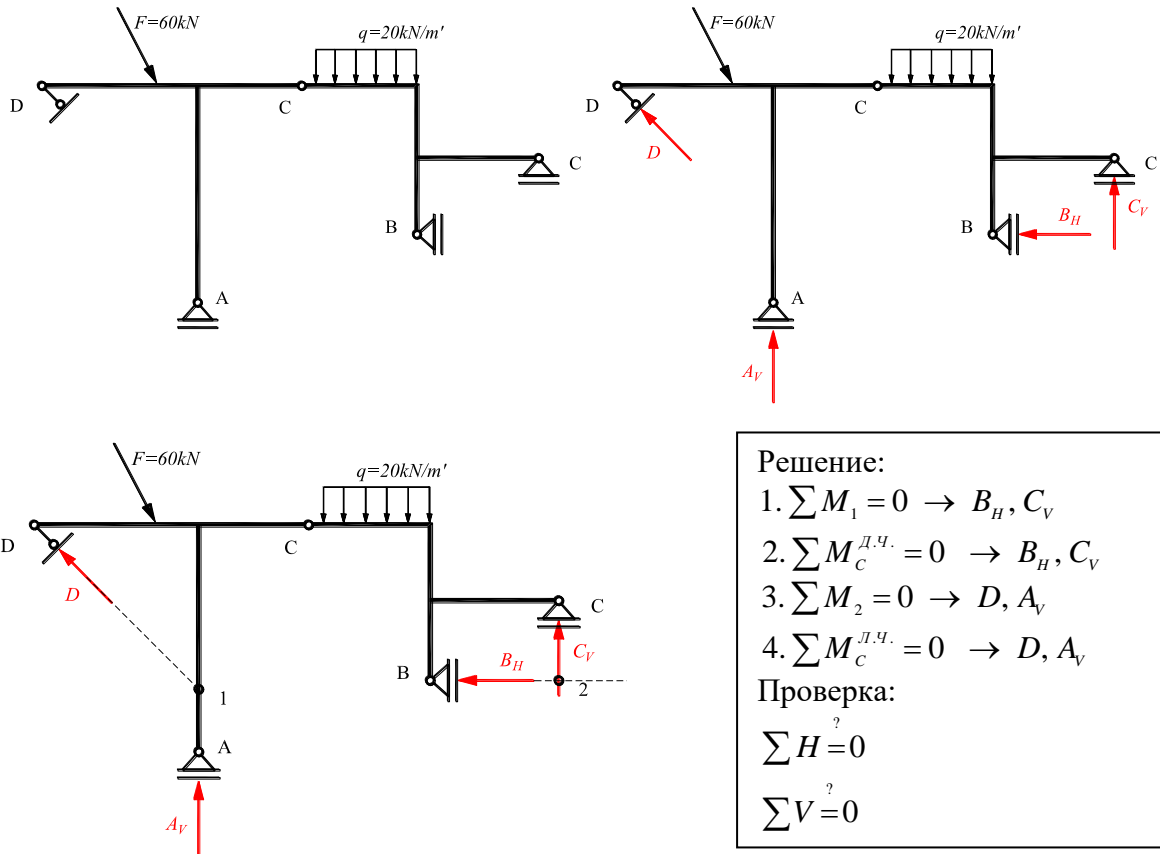 F=60kN
q=20kN/m'
D
C
C
B
A
F=60kN
q=20kN/m'
D
C
D
C
B_H
C_V
B
A
A_V
F=60kN
q=20kN/m'
D
C
D
C
C_V
B
B_H
2
1
A
A_V
Решение:
1. ∑M_1 = 0 → B_H, C_V
2. ∑M_C^{Д.Ч.} = 0 → B_H, C_V
3. ∑M_2 = 0 → D, A_V
4. ∑M_C^{Л.Ч.} = 0 → D, A_V
Проверка:
∑H =^? 0
∑V =^? 0